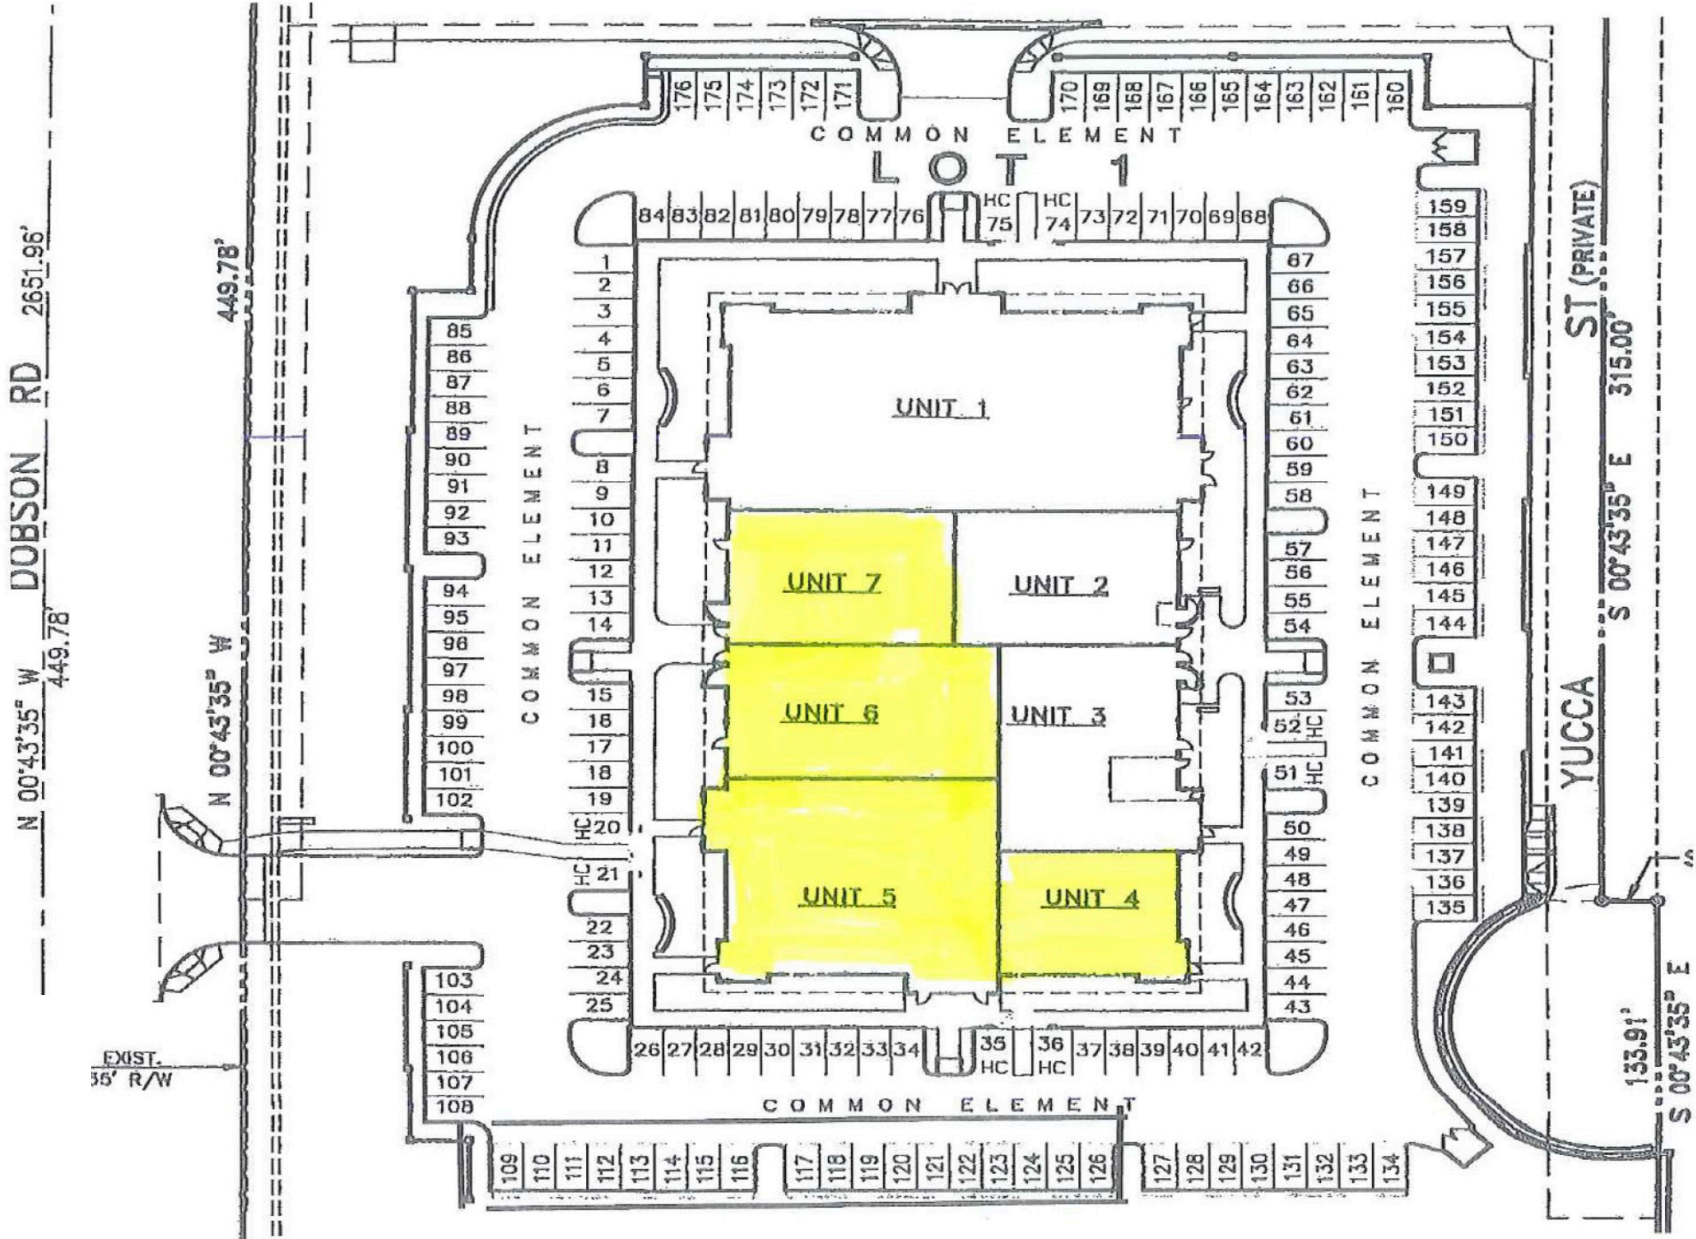 176 175 174 173 172 171
170 169 168 167 166 165 164 163 162 161 160
COMMON ELEMENT
LOT 1
84 83 82 81 80 79 78 77 76
HC 75
HC 74
73 72 71 70 69 68
1
2
3
4
5
6
7
8
9
10
11
12
13
14
15
18
17
18
19
HC 20
HC 21
22
23
24
25
67
66
65
64
63
62
61
60
59
58
57
56
55
54
53
52 HC
51 HC
50
49
48
47
46
45
44
43
85
86
87
88
89
90
91
92
93
94
95
96
97
98
99
100
101
102
103
104
105
106
107
108
159
158
157
156
155
154
153
152
151
150
149
148
147
146
145
144
143
142
141
140
139
138
137
136
135
UNIT 1
UNIT 7
UNIT 2
UNIT 6
UNIT 3
UNIT 5
UNIT 4
COMMON ELEMENT
COMMON ELEMENT
26 27 28 29 30 31 32 33 34
35 HC
36 HC
37 38 39 40 41 42
COMMON ELEMENT
109 110 111 112 113 114 115 116
117 118 119 120 121 122 123 124 125 126
127 128 129 130 131 132 133 134
N 00°43'35" W DOBSON RD 2651.96'
449.78'
N 00°43'35" W 449.78'
EXIST.
YUCCA ST (PRIVATE)
S 00°43'35" E 315.00'
S 00°43'35" E
133.91'